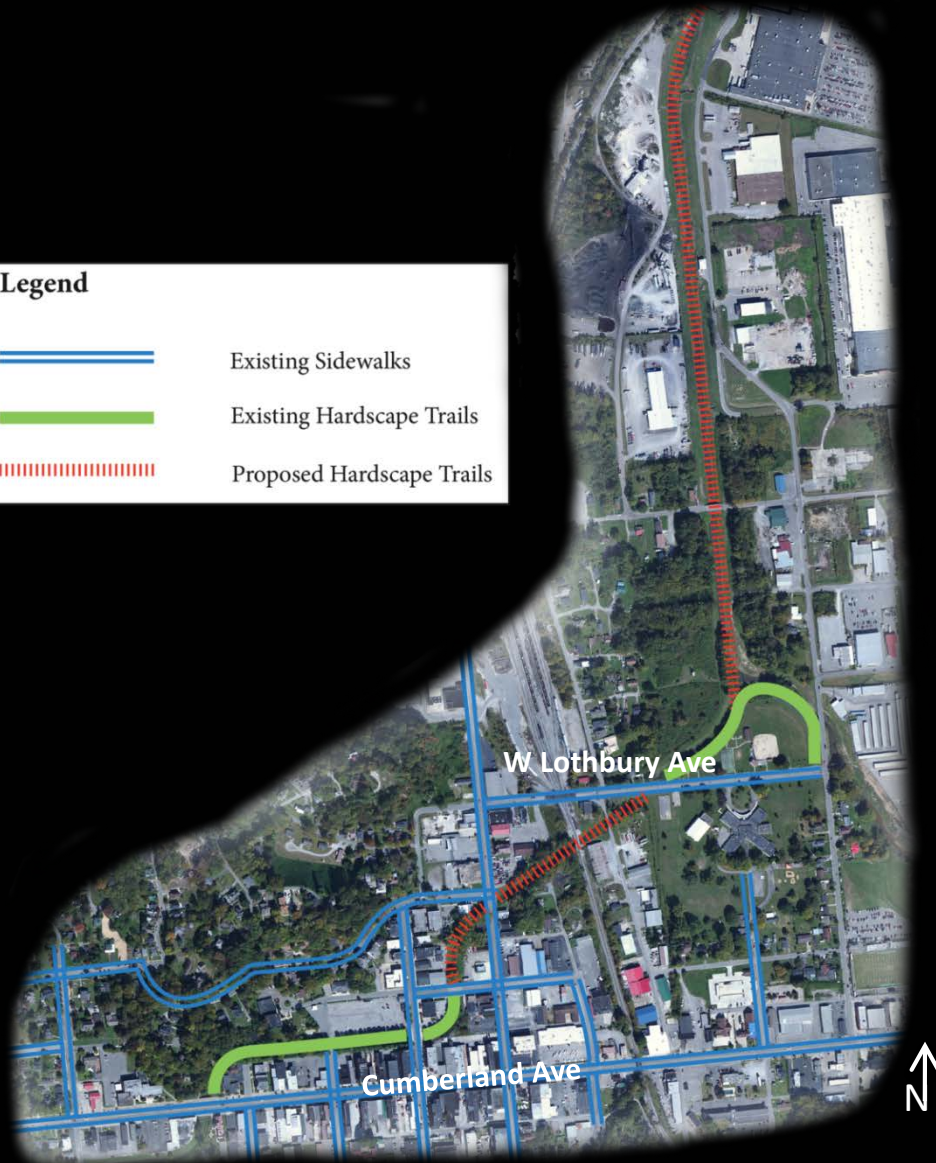 Legend
Existing Sidewalks
Existing Hardscape Trails
Proposed Hardscape Trails
W Lothbury Ave
Cumberland Ave
N